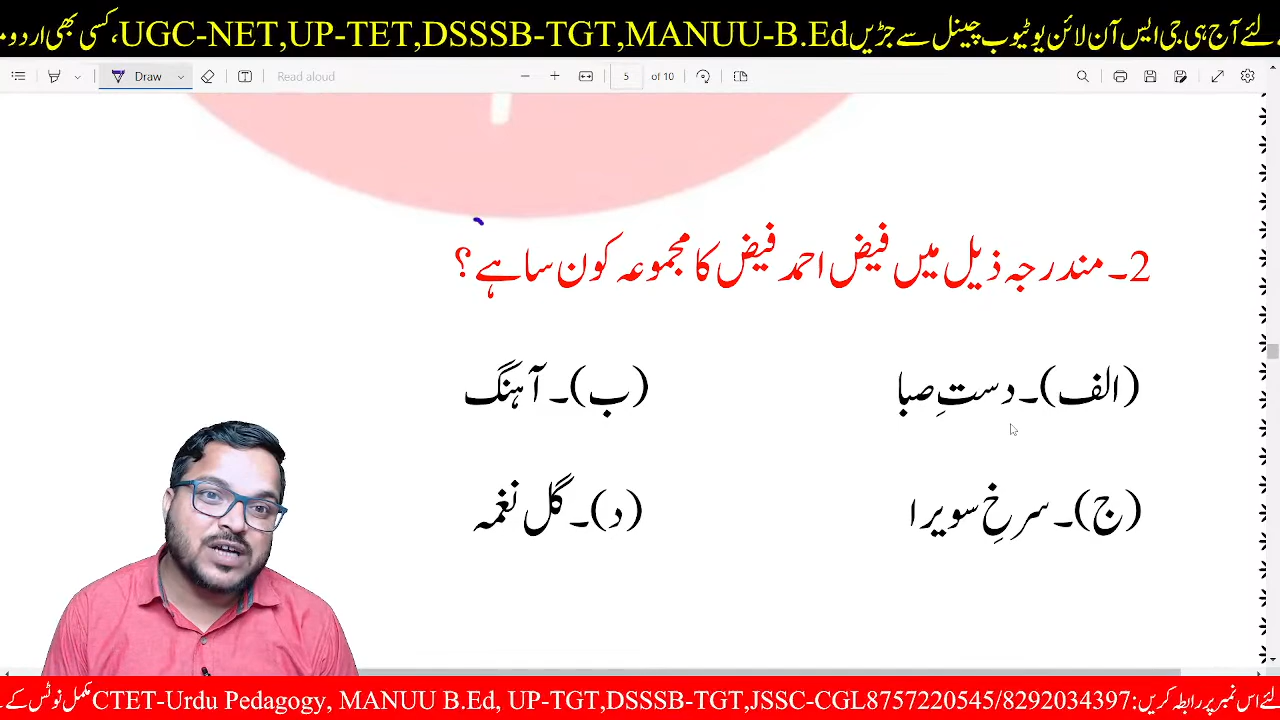 لئے آج ہی جی ایس آن لائن یوٹیوب چینل سے جڑیں UGC-NET,UP-TET,DSSSB-TGT,MANUU-B.Ed، کسی بھی اردو
Draw
Read aloud
5 of 10
2۔ مندرجہ ذیل میں فیض احمد فیض کا مجموعہ کون سا ہے؟
(الف)۔ دستِ صبا (ب)۔ آہنگ
(ج)۔ سرخِ سویرا (د)۔ گل نغمہ
لئے اس نمبر پر رابطہ کریں: CTET-Urdu Pedagogy, MANUU B.Ed, UP-TGT,DSSSB-TGT,JSSC-CGL8757220545/8292034397 مکمل نوٹس کے